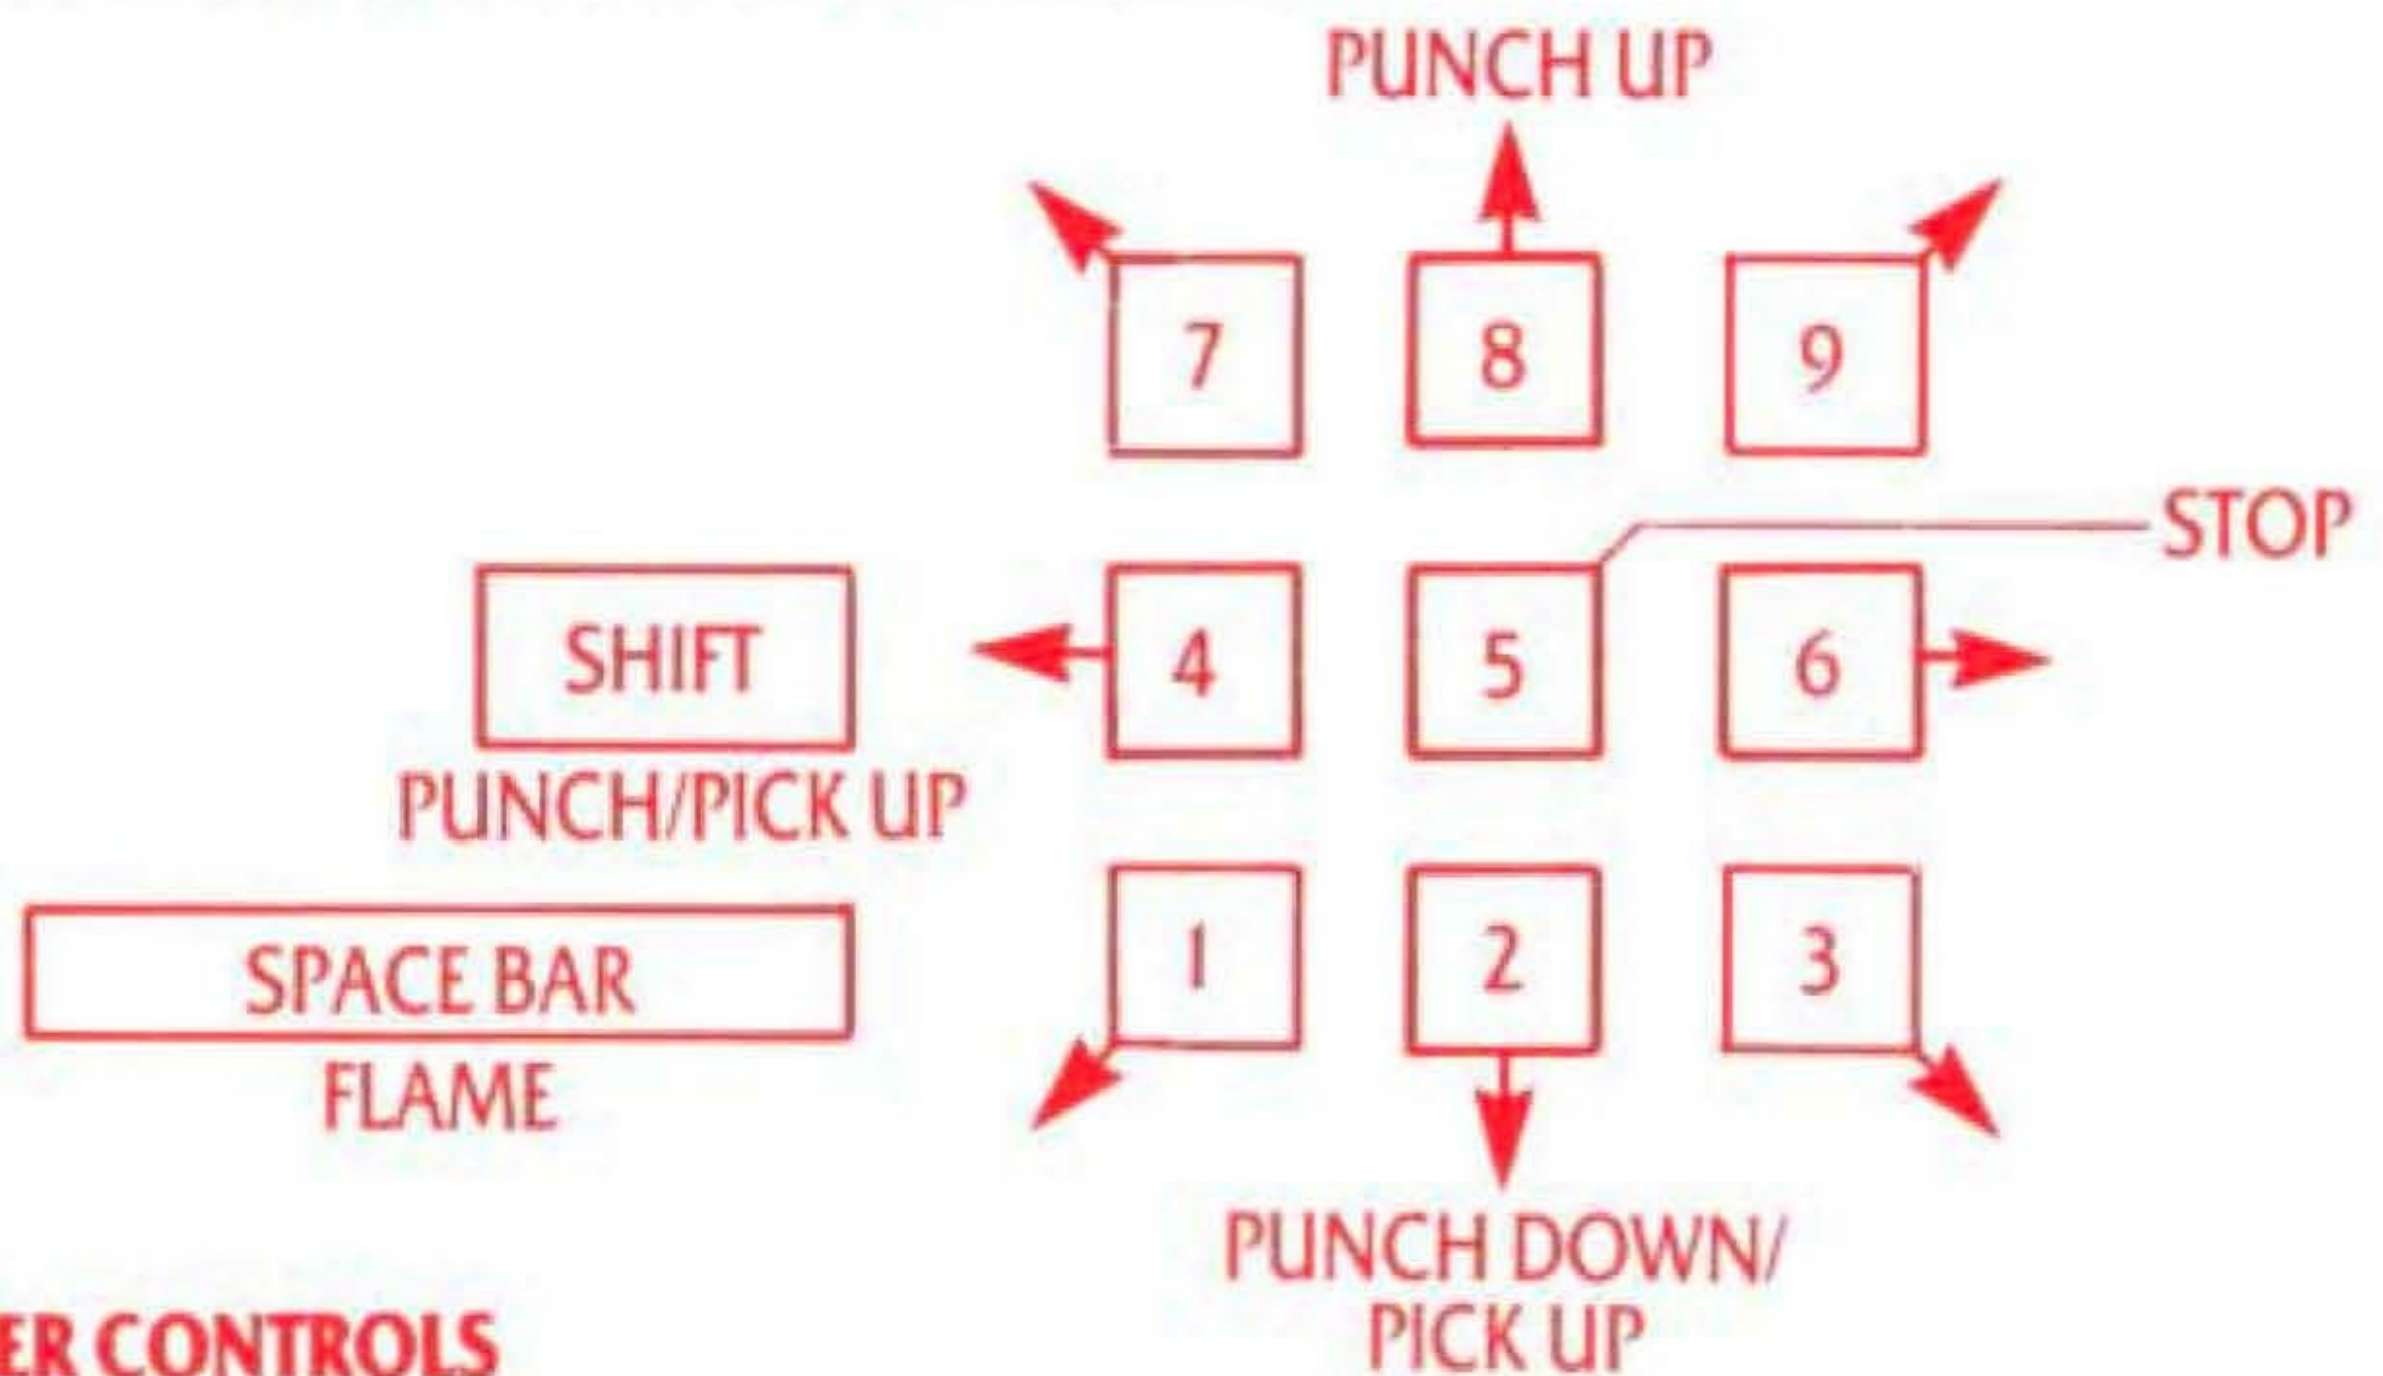 PUNCH UP
7 8 9
STOP
SHIFT 4 5 6
PUNCH/PICK UP
1 2 3
SPACE BAR
FLAME
PUNCH DOWN/
PICK UP
CONTROLS